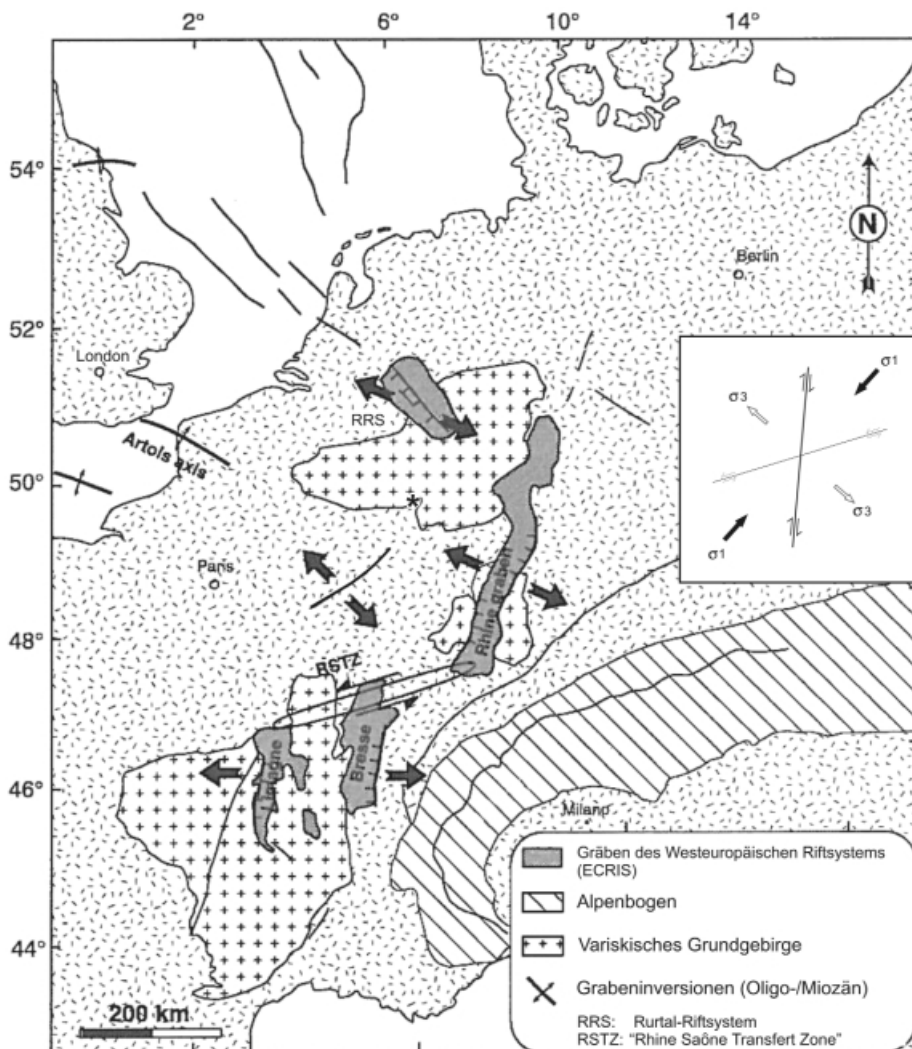 2° 6° 10° 14°
54°
N
Berlin
52°
London
σ1
σ3
RRS
Artois axis
50°
σ3
σ1
Paris
Rhine graben
48°
RSTZ
Limagne
Bresse
46°
Milano
Gräben des Westeuropäischen Riftsystems
(ECRIS)
Alpenbogen
44°
Variskisches Grundgebirge
Grabeninversionen (Oligo-/Miozän)
200 km
RRS: Rurtal-Riftsystem
RSTZ: "Rhine Saône Transfert Zone"